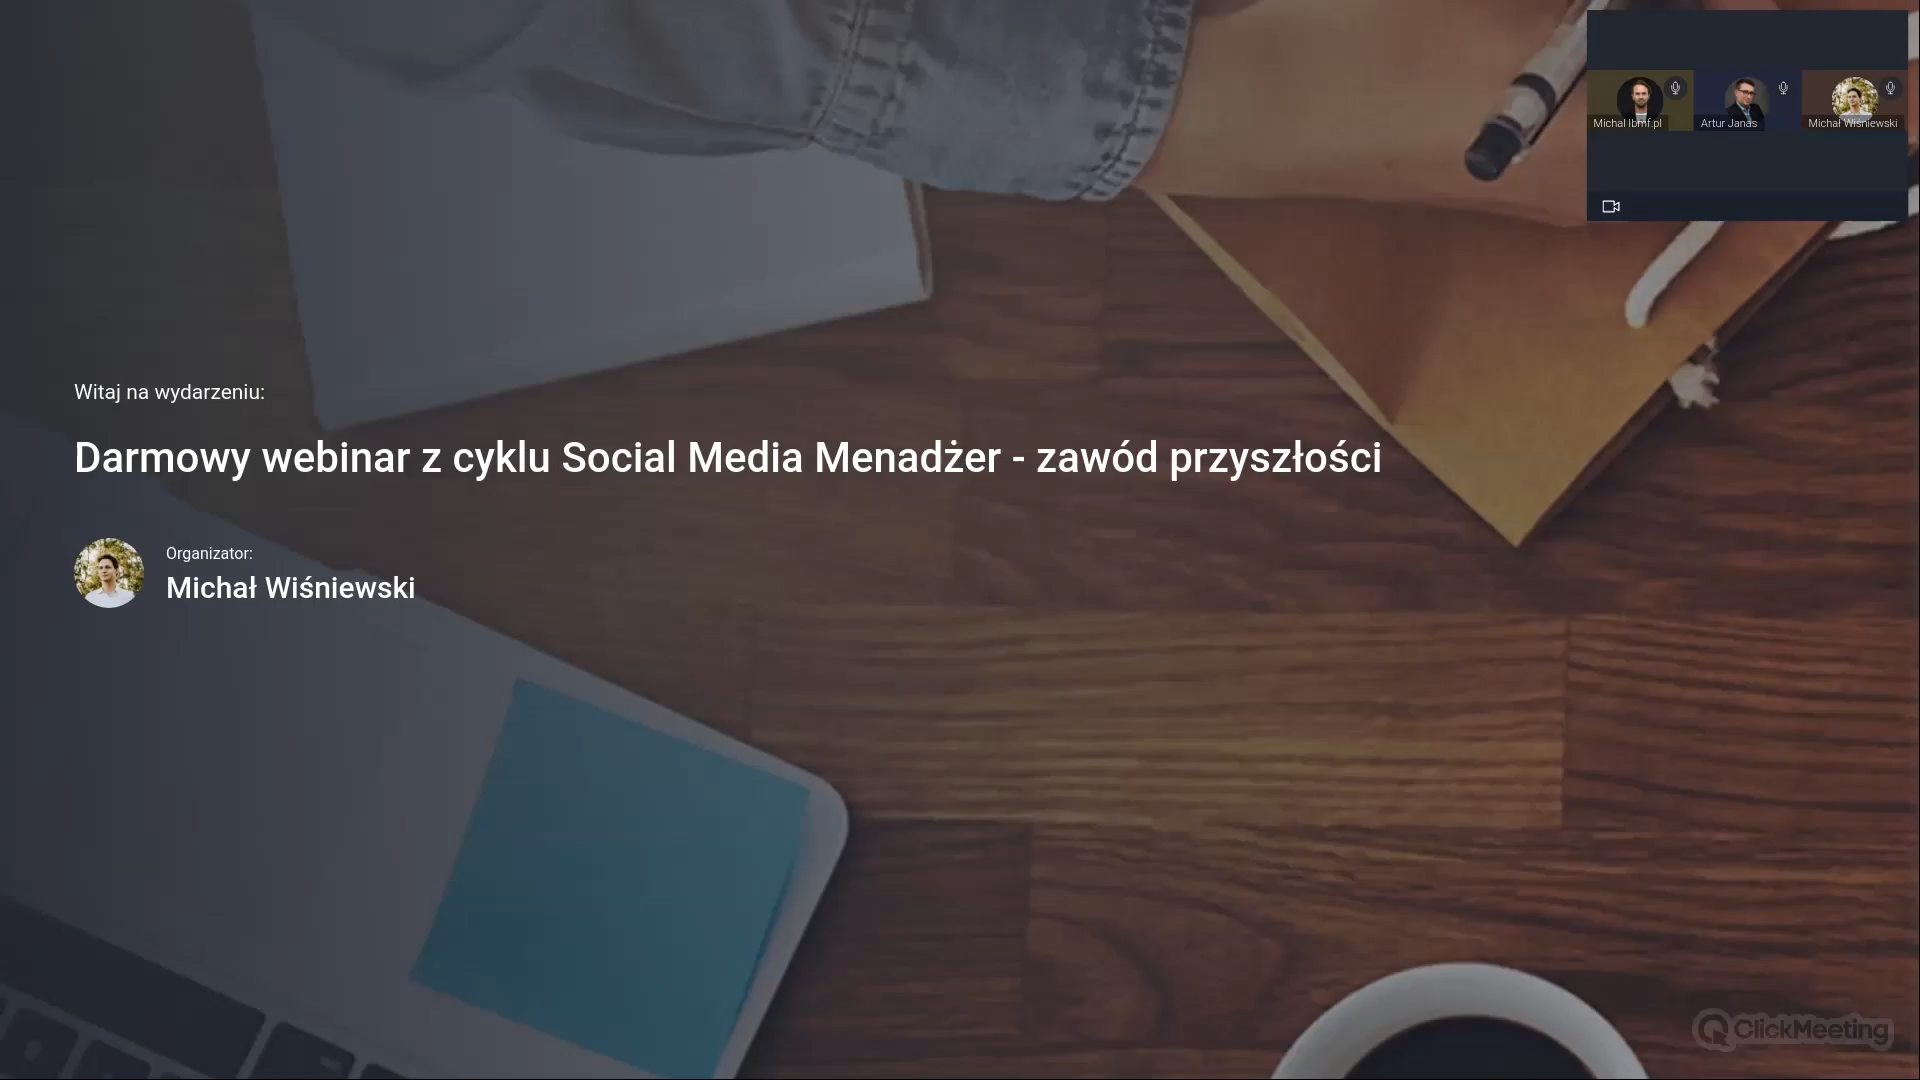 Michal lbmf.pl
Artur Janas
Michał Wiśniewski
Witaj na wydarzeniu:
Darmowy webinar z cyklu Social Media Menadżer - zawód przyszłości
Organizator:
Michał Wiśniewski
ClickMeeting